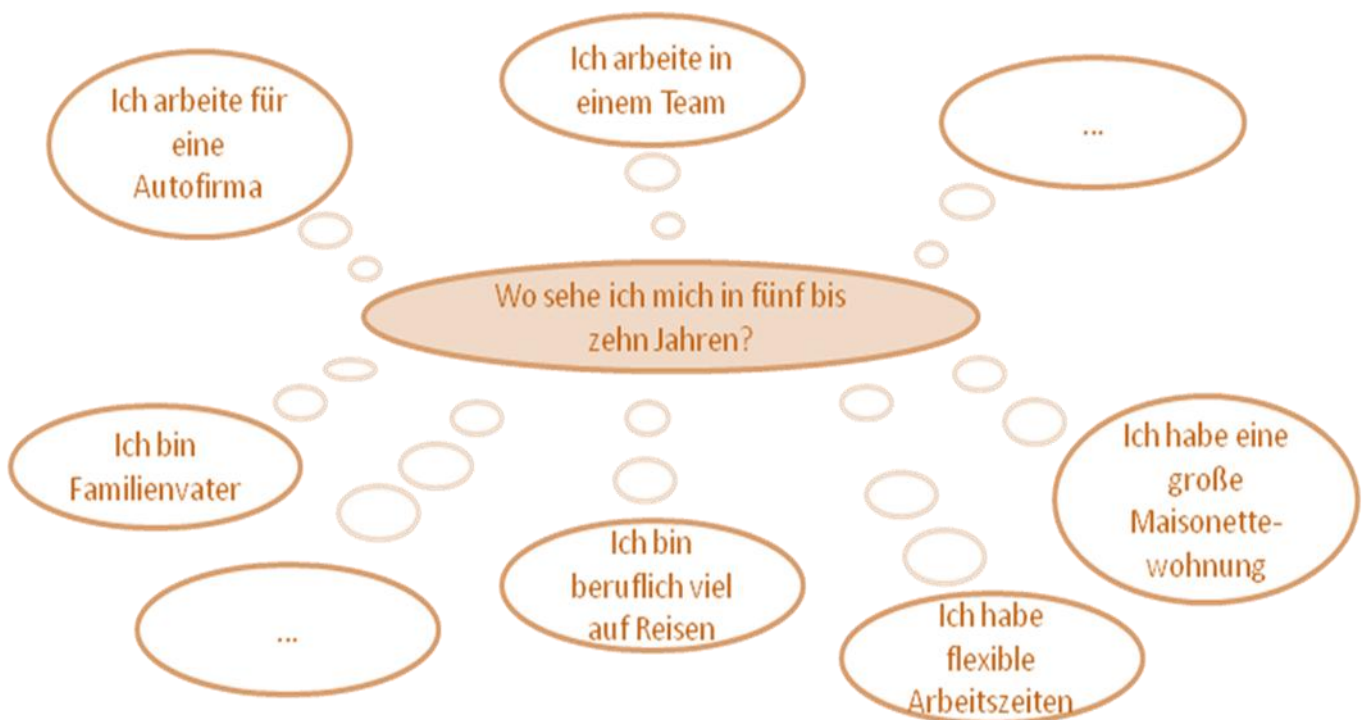 Ich arbeite für
eine
Autofirma
Ich arbeite in
einem Team
...
Wo sehe ich mich in fünf bis
zehn Jahren?
Ich bin
Familienvater
...
Ich bin
beruflich viel
auf Reisen
Ich habe
flexible
Arbeitszeiten
Ich habe eine
große
Maisonette-
wohnung